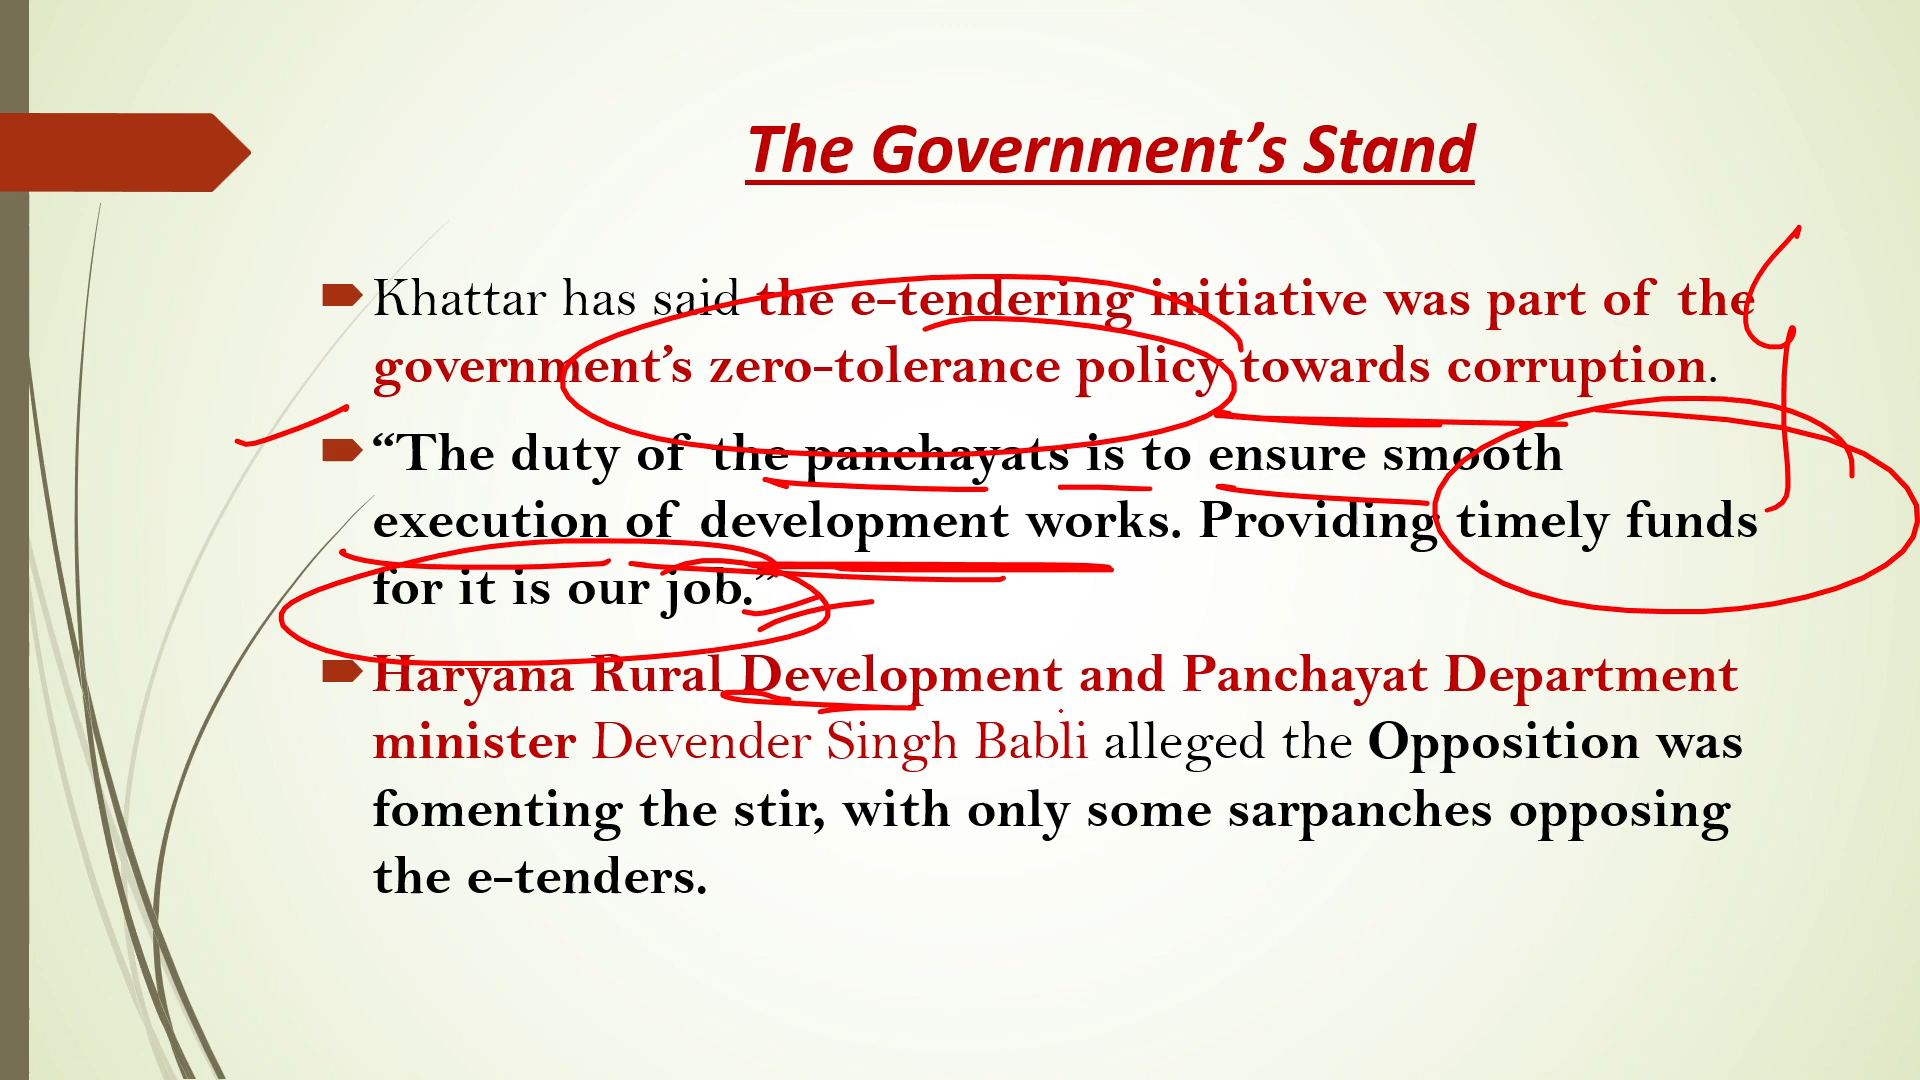 The Government’s Stand
Khattar has said the e-tendering initiative was part of the
government’s zero-tolerance policy towards corruption.
“The duty of the panchayats is to ensure smooth
execution of development works. Providing timely funds
for it is our job.”
Haryana Rural Development and Panchayat Department
minister Devender Singh Babli alleged the Opposition was
fomenting the stir, with only some sarpanches opposing
the e-tenders.